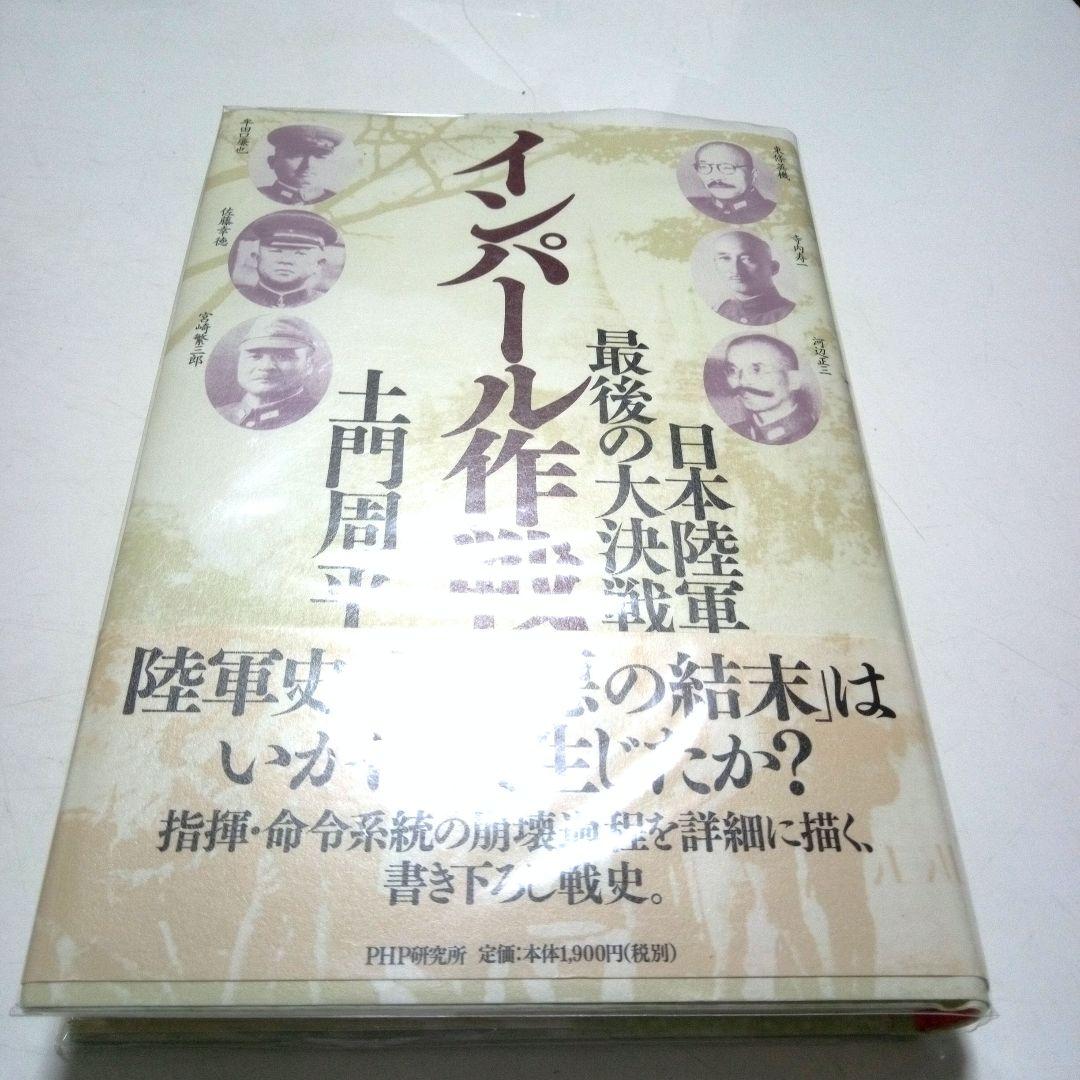 牟田口廉也
佐藤幸徳
宮崎繁三郎
東條英機
寺内寿一
河辺正三
インパール作戦
日本陸軍
最後の大決戦
土門周平
陸軍史
の結末」は
いか
生じたか?
指揮・命令系統の崩壊過程を詳細に描く、
書き下ろし戦史。
PHP研究所 定価:本体1,900円(税別)